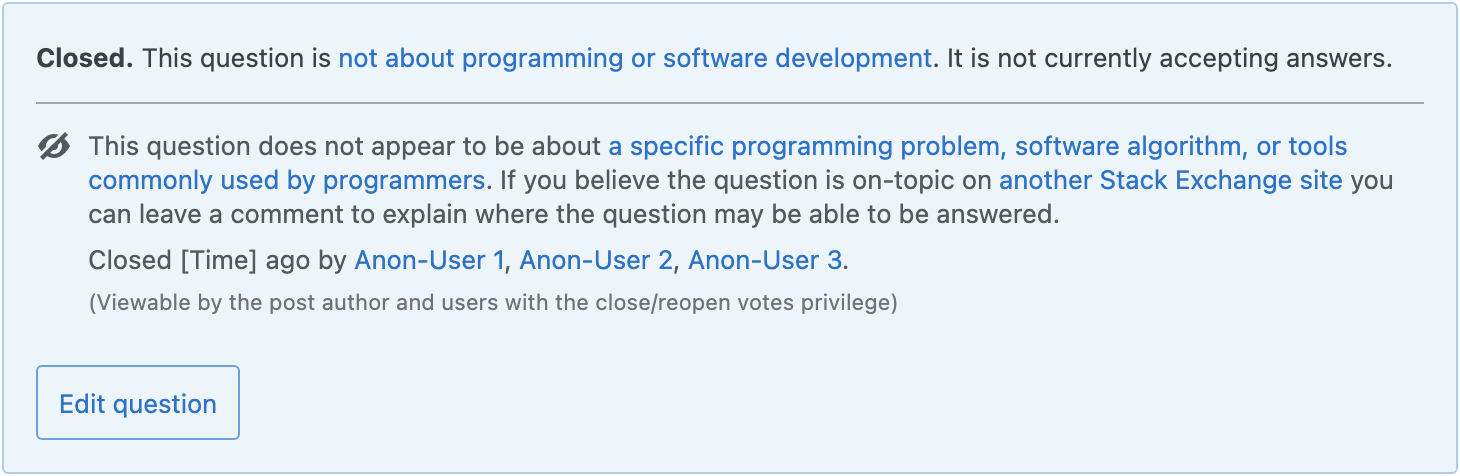 Closed. This question is not about programming or software development. It is not currently accepting answers.
This question does not appear to be about a specific programming problem, software algorithm, or tools
commonly used by programmers. If you believe the question is on-topic on another Stack Exchange site you
can leave a comment to explain where the question may be able to be answered.
Closed [Time] ago by Anon-User 1, Anon-User 2, Anon-User 3.
(Viewable by the post author and users with the close/reopen votes privilege)
Edit question